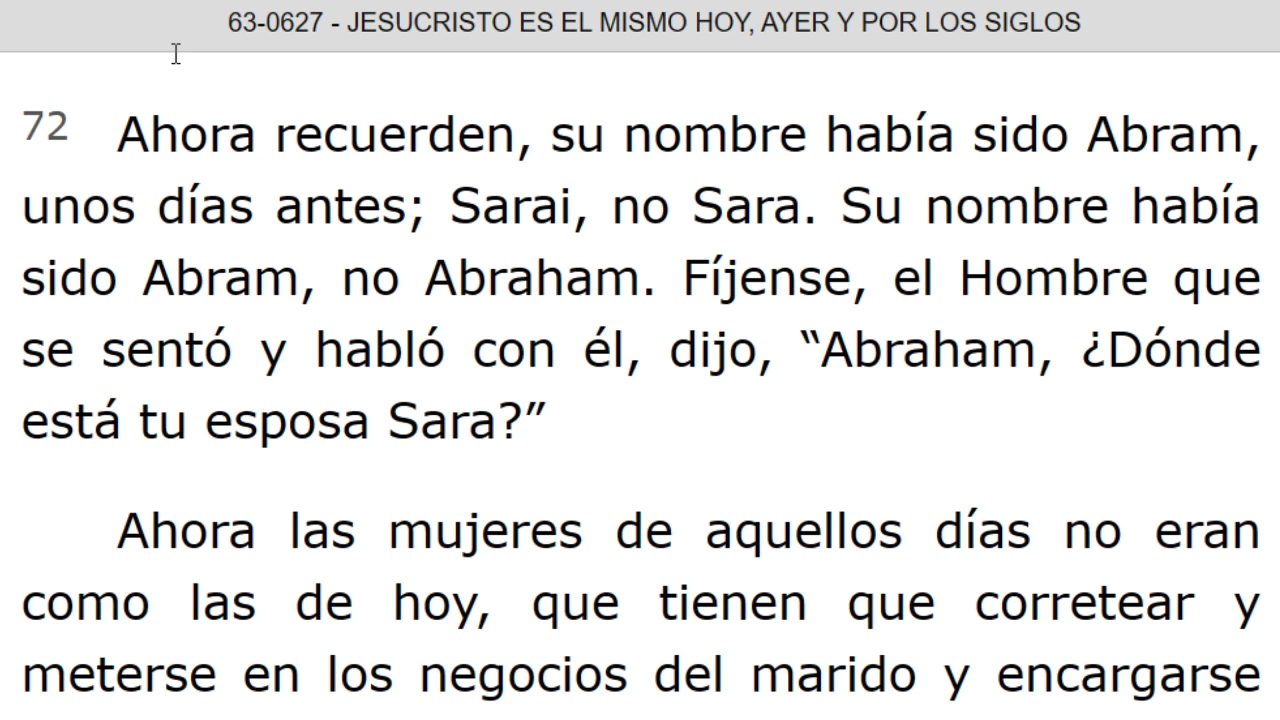 63-0627 - JESUCRISTO ES EL MISMO HOY, AYER Y POR LOS SIGLOS
72 Ahora recuerden, su nombre había sido Abram,
unos días antes; Sarai, no Sara. Su nombre había
sido Abram, no Abraham. Fíjense, el Hombre que
se sentó y habló con él, dijo, “Abraham, ¿Dónde
está tu esposa Sara?”
Ahora las mujeres de aquellos días no eran
como las de hoy, que tienen que corretear y
meterse en los negocios del marido y encargarse